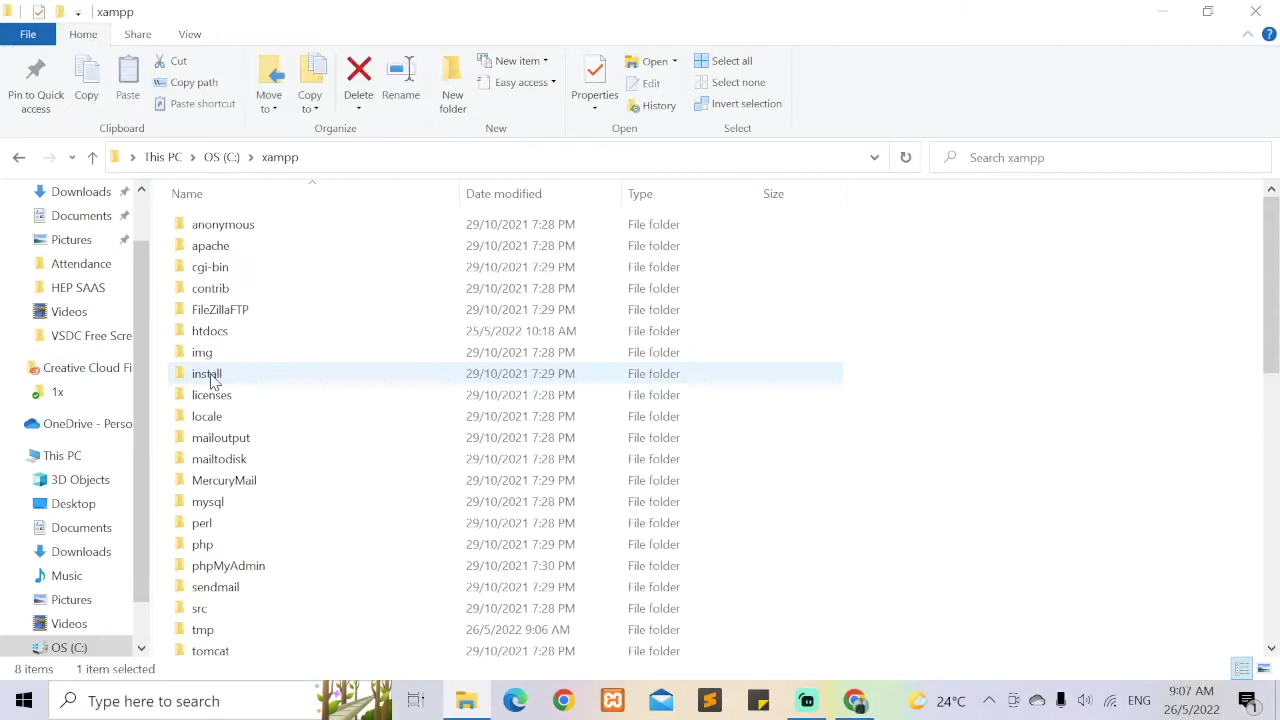 xampp
File Home Share View
Pin to Quick access
Copy
Paste
Cut
Copy path
Paste shortcut
Clipboard
Move to
Copy to
Delete
Rename
Organize
New folder
New item
Easy access
New
Properties
Open
Edit
History
Open
Select all
Select none
Invert selection
Select
This PC OS (C:) xampp
Search xampp
Name Date modified Type Size
anonymous 29/10/2021 7:28 PM File folder
apache 29/10/2021 7:28 PM File folder
cgi-bin 29/10/2021 7:29 PM File folder
contrib 29/10/2021 7:28 PM File folder
FileZillaFTP 29/10/2021 7:29 PM File folder
htdocs 25/5/2022 10:18 AM File folder
img 29/10/2021 7:28 PM File folder
install 29/10/2021 7:29 PM File folder
licenses 29/10/2021 7:28 PM File folder
locale 29/10/2021 7:28 PM File folder
mailoutput 29/10/2021 7:28 PM File folder
mailtodisk 29/10/2021 7:28 PM File folder
MercuryMail 29/10/2021 7:29 PM File folder
mysql 29/10/2021 7:28 PM File folder
perl 29/10/2021 7:28 PM File folder
php 29/10/2021 7:29 PM File folder
phpMyAdmin 29/10/2021 7:30 PM File folder
sendmail 29/10/2021 7:29 PM File folder
src 29/10/2021 7:28 PM File folder
tmp 26/5/2022 9:06 AM File folder
tomcat 29/10/2021 7:28 PM File folder
Downloads
Documents
Pictures
Attendance
HEP SAAS
Videos
VSDC Free Scre
Creative Cloud Fi
1x
OneDrive - Perso
This PC
3D Objects
Desktop
Documents
Downloads
Music
Pictures
Videos
OS (C:)
8 items 1 item selected
Type here to search
24°C
9:07 AM
26/5/2022
1